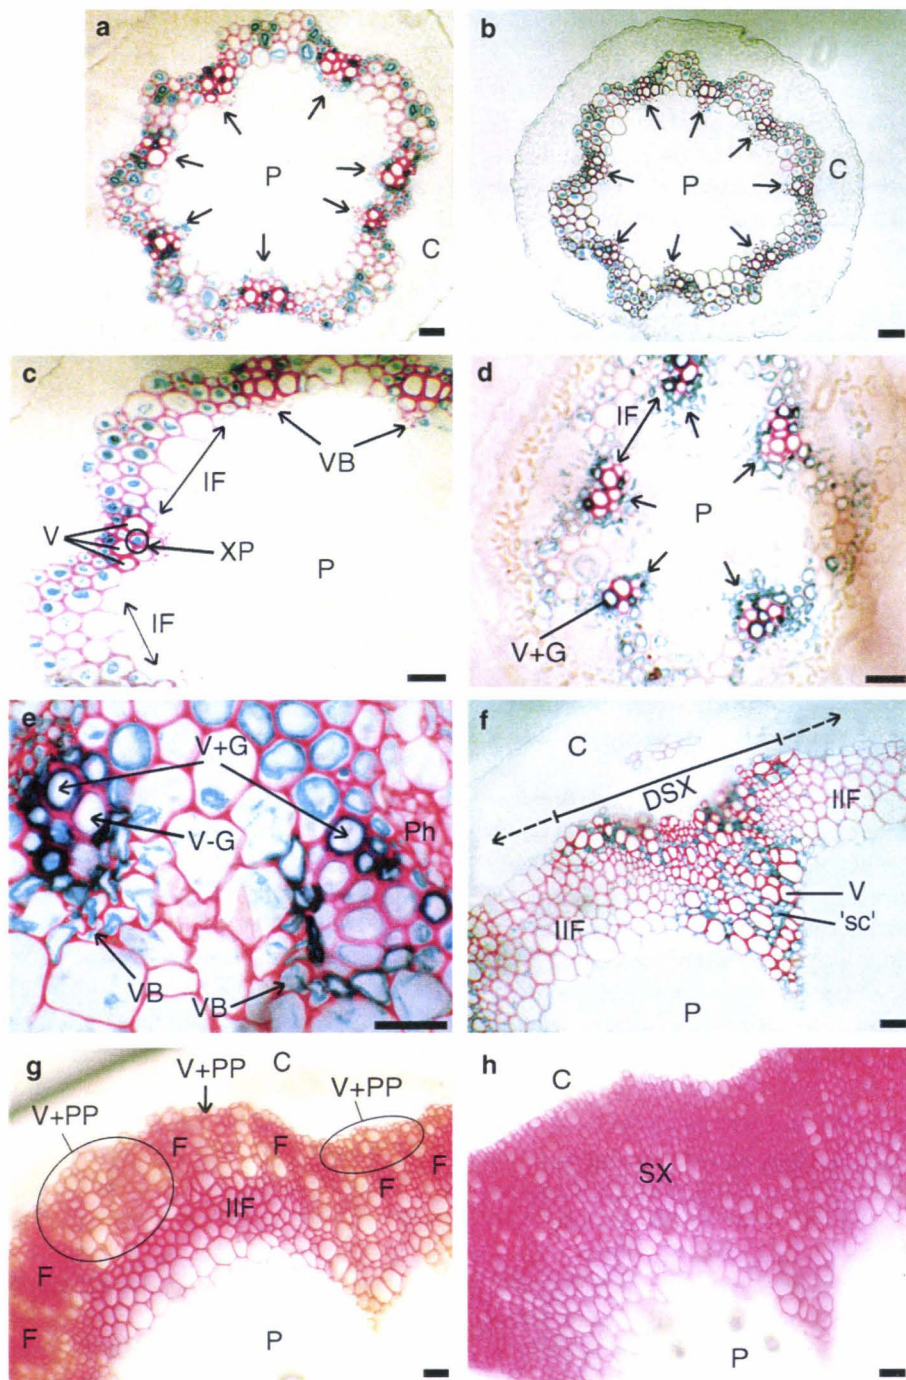 a
P
C
b
P
C
c
VB
IF
V
XP
P
IF
d
IF
P
V+G
e
V+G
V-G
Ph
VB
VB
f
C
DSX
IIF
V
IIF
'sc'
P
g
C
V+PP
V+PP
V+PP
F
F
F
F
IIF
F
F
P
h
C
SX
P